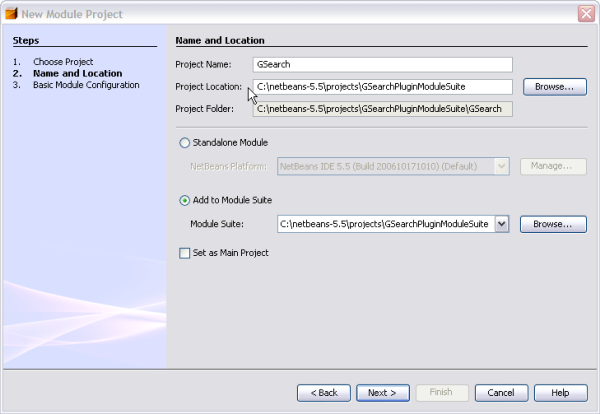 New Module Project
Steps
1. Choose Project
2. Name and Location
3. Basic Module Configuration
Name and Location
Project Name: GSearch
Project Location: C:\netbeans-5.5\projects\GSearchPluginModuleSuite Browse...
Project Folder: C:\netbeans-5.5\projects\GSearchPluginModuleSuite\GSearch
Standalone Module
NetBeans Platform: NetBeans IDE 5.5 (Build 200610171010) (Default) Manage...
Add to Module Suite
Module Suite: C:\netbeans-5.5\projects\GSearchPluginModuleSuite Browse...
Set as Main Project
< Back Next > Finish Cancel Help